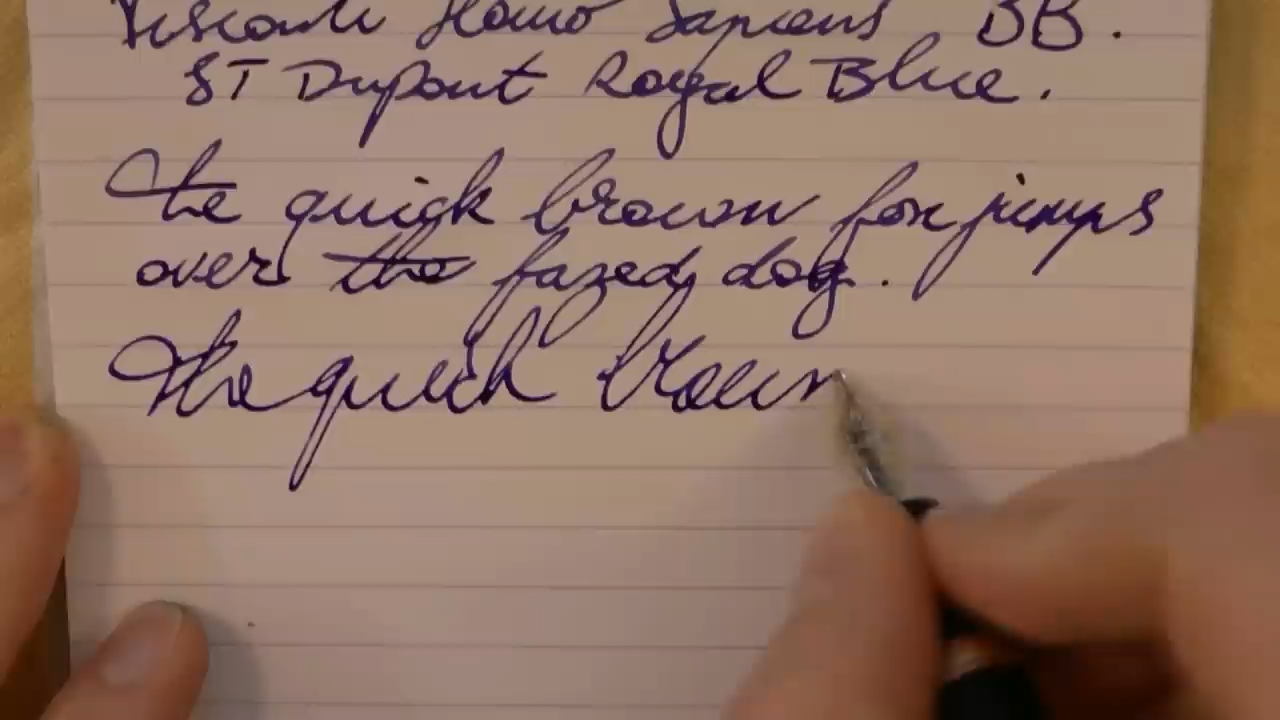 Visconti Homo Sapiens BB.
ST Dupont Royal Blue.
The quick brown fox jumps
over the fazed dog.
The quick brown